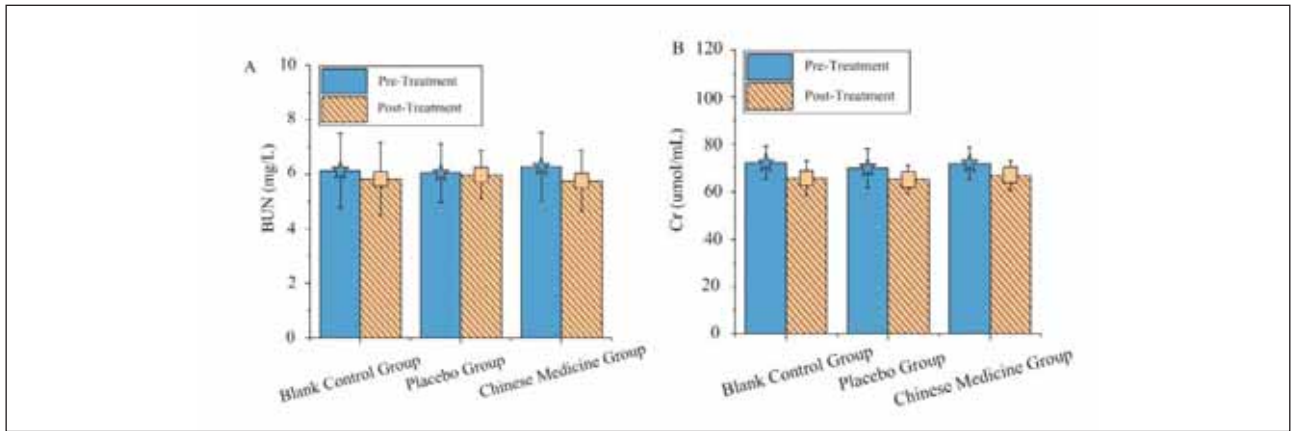 A
BUN (mg/L)
10
8
6
4
2
0
Pre-Treatment
Post-Treatment
Blank Control Group
Placebo Group
Chinese Medicine Group
B
Cr (umol/mL)
120
100
80
60
40
20
0
Pre-Treatment
Post-Treatment
Blank Control Group
Placebo Group
Chinese Medicine Group